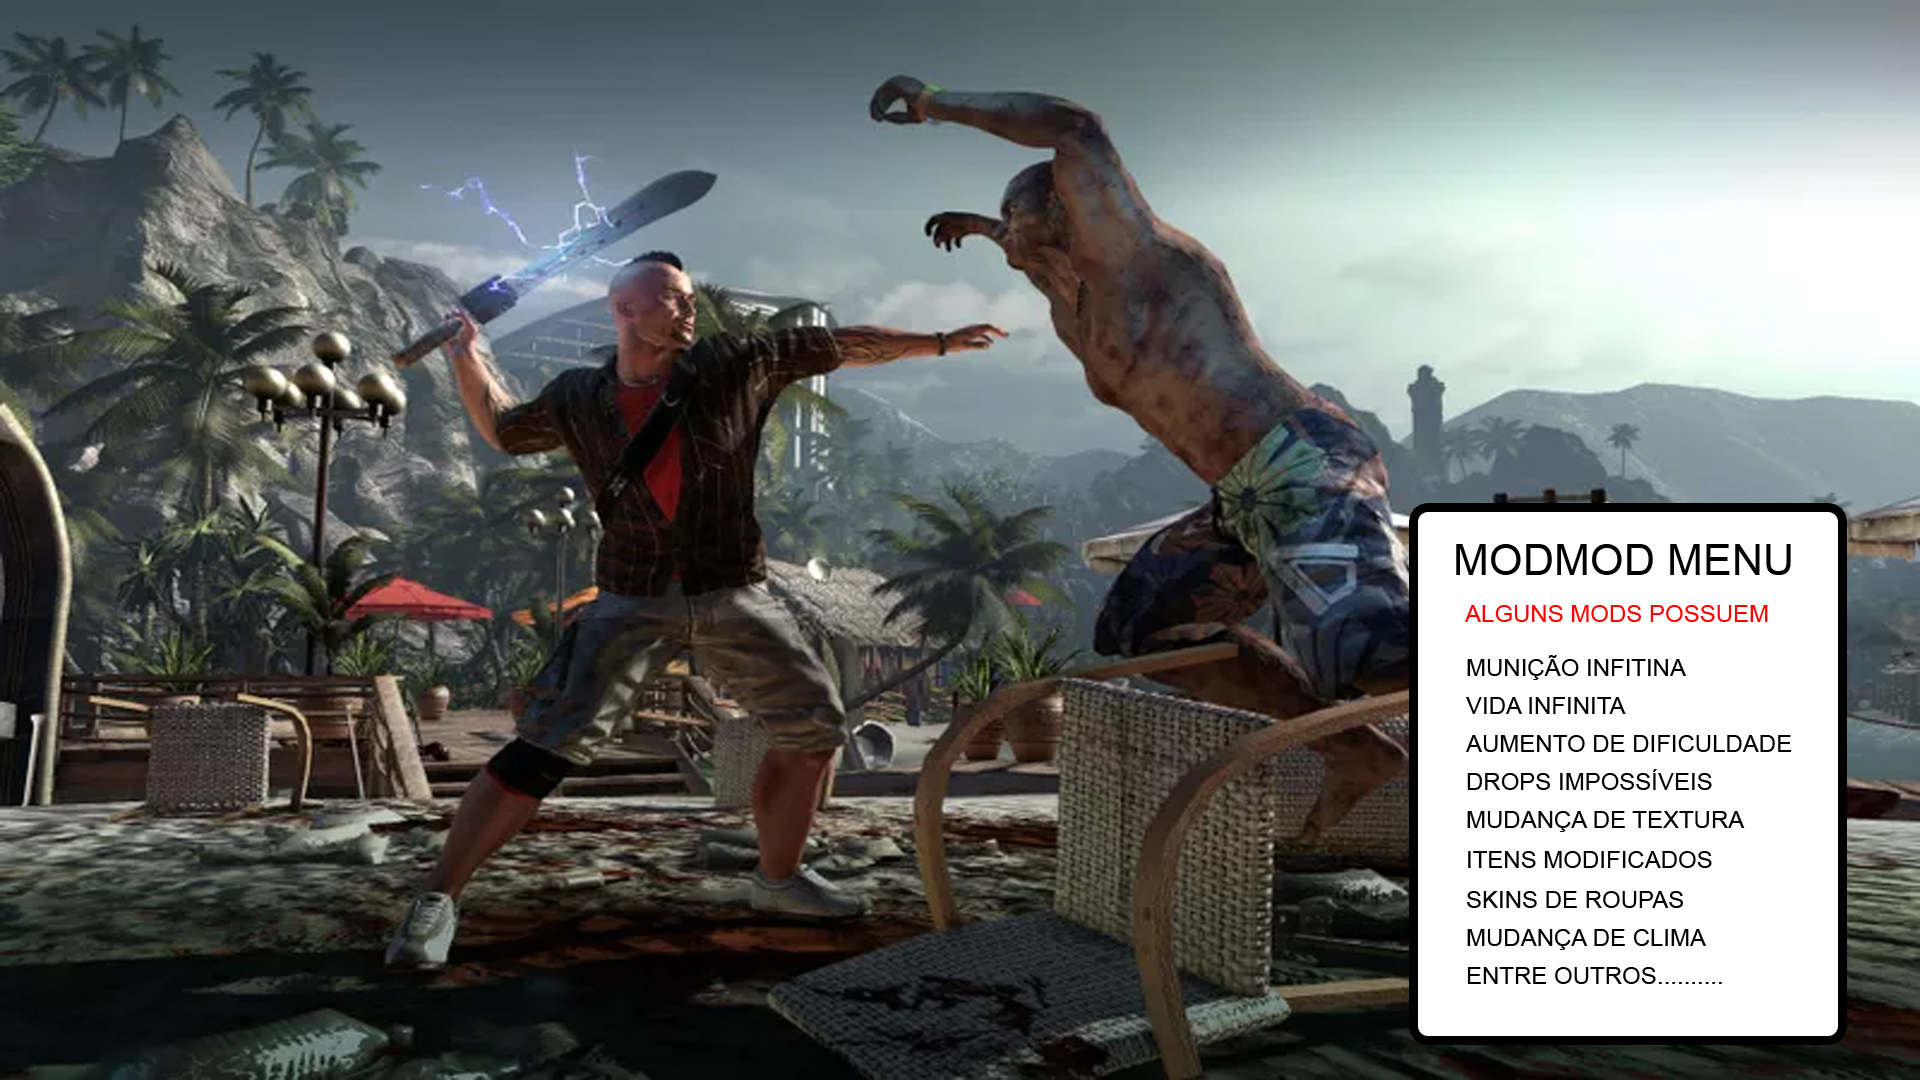 MODMOD MENU
ALGUNS MODS POSSUEM
MUNIÇÃO INFITINA
VIDA INFINITA
AUMENTO DE DIFICULDADE
DROPS IMPOSSÍVEIS
MUDANÇA DE TEXTURA
ITENS MODIFICADOS
SKINS DE ROUPAS
MUDANÇA DE CLIMA
ENTRE OUTROS..........